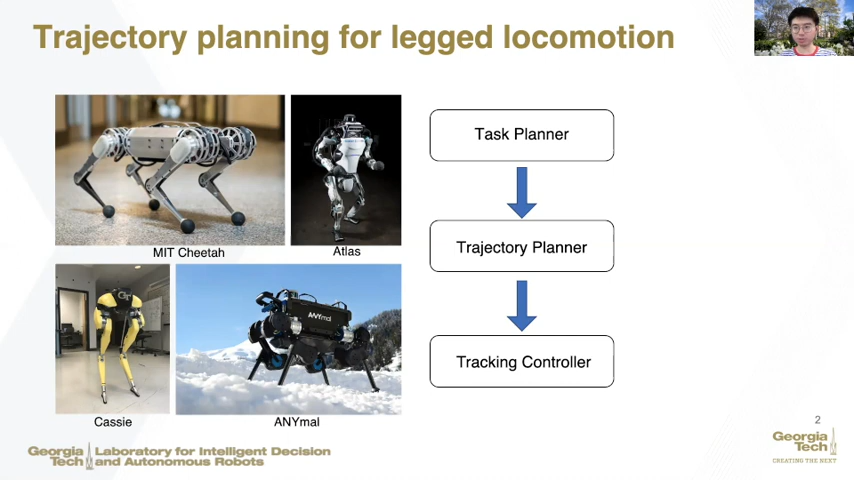 Trajectory planning for legged locomotion
MIT Cheetah
Atlas
Cassie
ANYmal
ANYmal
Task Planner
Trajectory Planner
Tracking Controller
2
Georgia Tech
Laboratory for Intelligent Decision
and Autonomous Robots
Georgia
Tech
CREATING THE NEXT